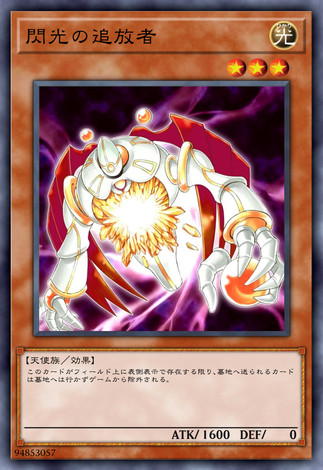 閃光の追放者
光
【天使族／効果】
このカードがフィールド上に表側表示で存在する限り、墓地へ送られるカード
は墓地へは行かずゲームから除外される。
ATK/ 1600 DEF/ 0
94853057